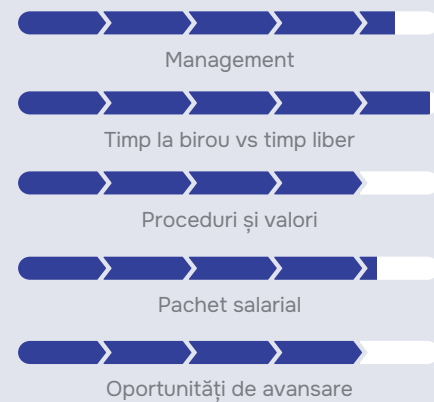 Management
Timp la birou vs timp liber
Proceduri și valori
Pachet salarial
Oportunități de avansare